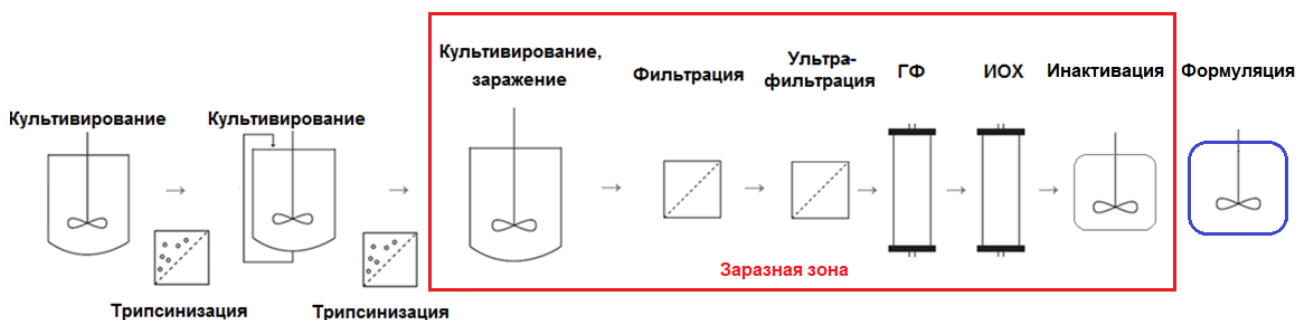 Культивирование
Трипсинизация
Культивирование
Трипсинизация
Культивирование,
заражение
Фильтрация
Ультра-
фильтрация
ГФ
ИОХ
Инактивация
Формуляция
Заразная зона